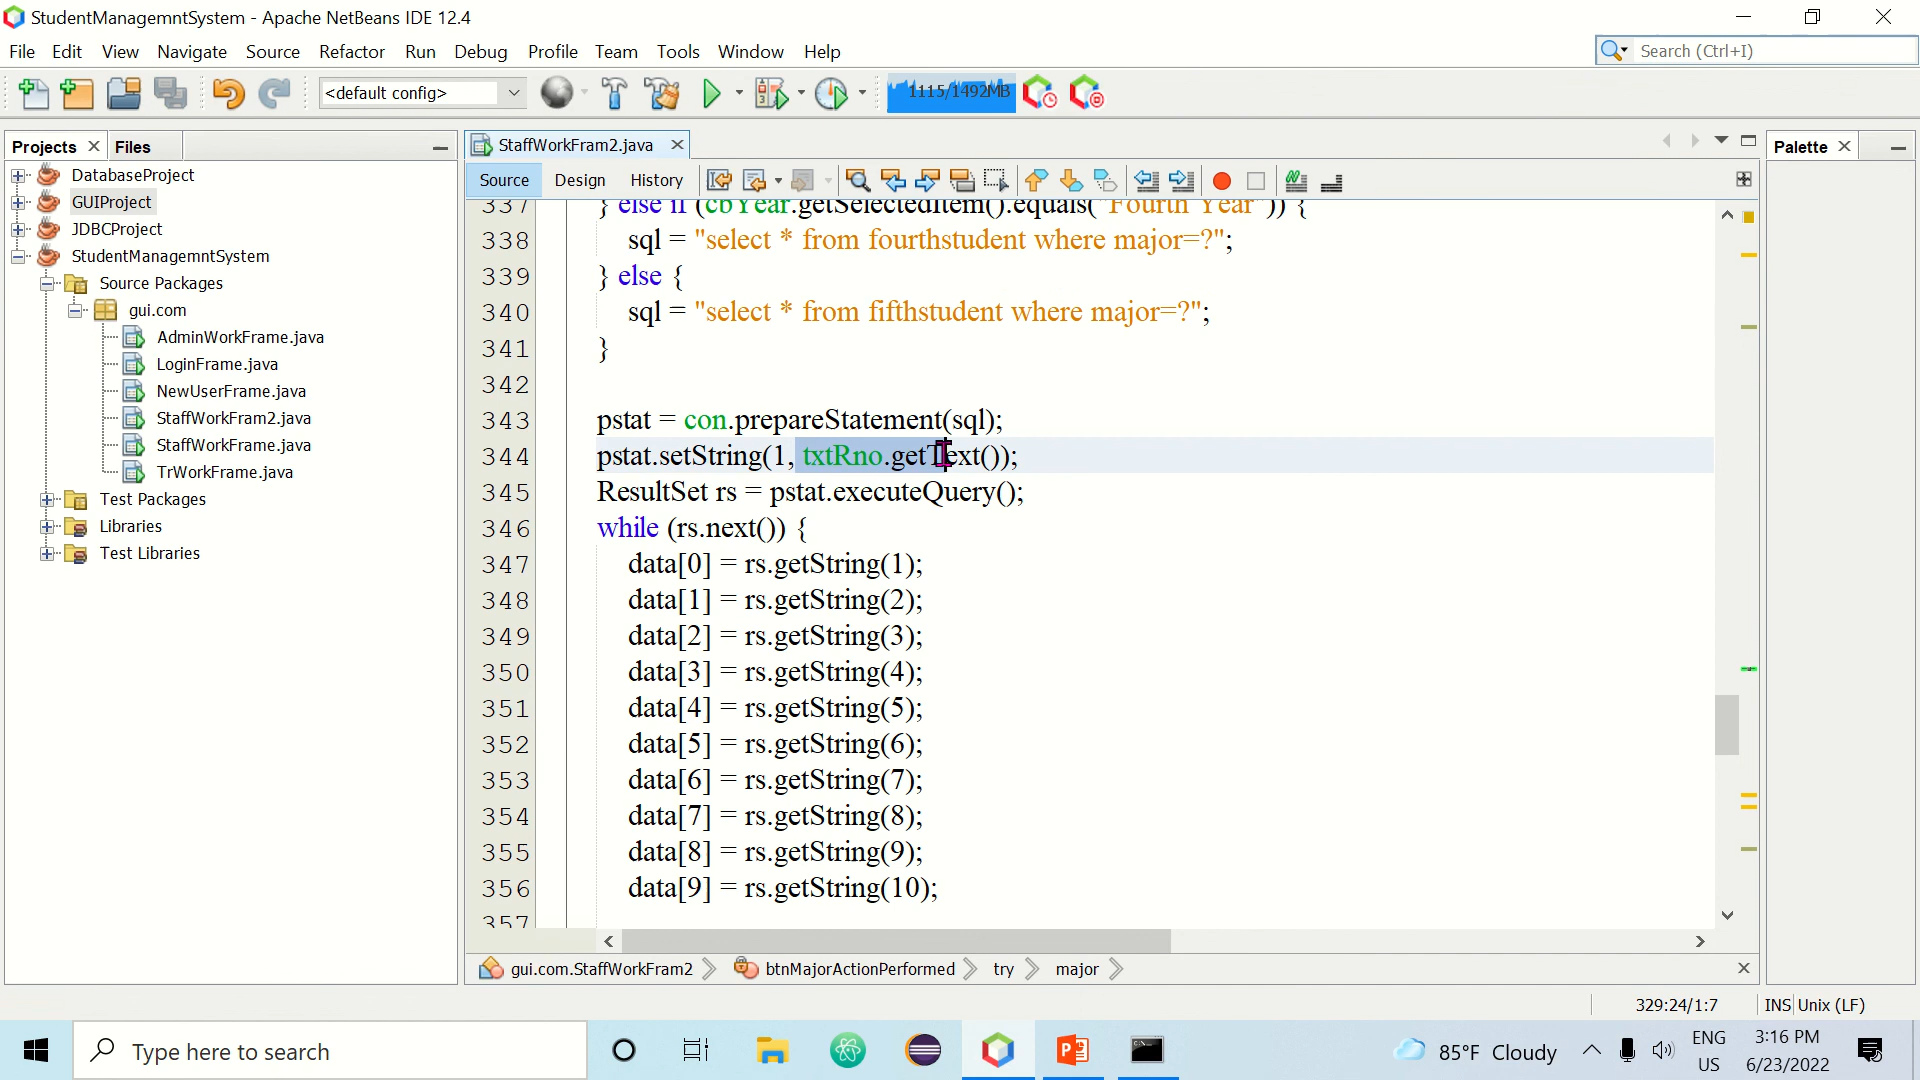 StudentManagemntSystem - Apache NetBeans IDE 12.4
File Edit View Navigate Source Refactor Run Debug Profile Team Tools Window Help
Search (Ctrl+I)
<default config>
1115/1492MB
Projects
Files
StaffWorkFram2.java
Palette
Source Design History
DatabaseProject
GUIProject
JDBCProject
StudentManagemntSystem
Source Packages
gui.com
AdminWorkFrame.java
LoginFrame.java
NewUserFrame.java
StaffWorkFram2.java
StaffWorkFrame.java
TrWorkFrame.java
Test Packages
Libraries
Test Libraries
337 } else if (cbYear.getSelectedItem().equals("Fourth Year")) {
338 sql = "select * from fourthstudent where major=?";
339 } else {
340 sql = "select * from fifthstudent where major=?";
341 }
342
343 pstat = con.prepareStatement(sql);
344 pstat.setString(1, txtRno.getText());
345 ResultSet rs = pstat.executeQuery();
346 while (rs.next()) {
347 data[0] = rs.getString(1);
348 data[1] = rs.getString(2);
349 data[2] = rs.getString(3);
350 data[3] = rs.getString(4);
351 data[4] = rs.getString(5);
352 data[5] = rs.getString(6);
353 data[6] = rs.getString(7);
354 data[7] = rs.getString(8);
355 data[8] = rs.getString(9);
356 data[9] = rs.getString(10);
357
gui.com.StaffWorkFram2 btnMajorActionPerformed try major
329:24/1:7 INS Unix (LF)
Type here to search
85°F Cloudy
ENG
US
3:16 PM
6/23/2022